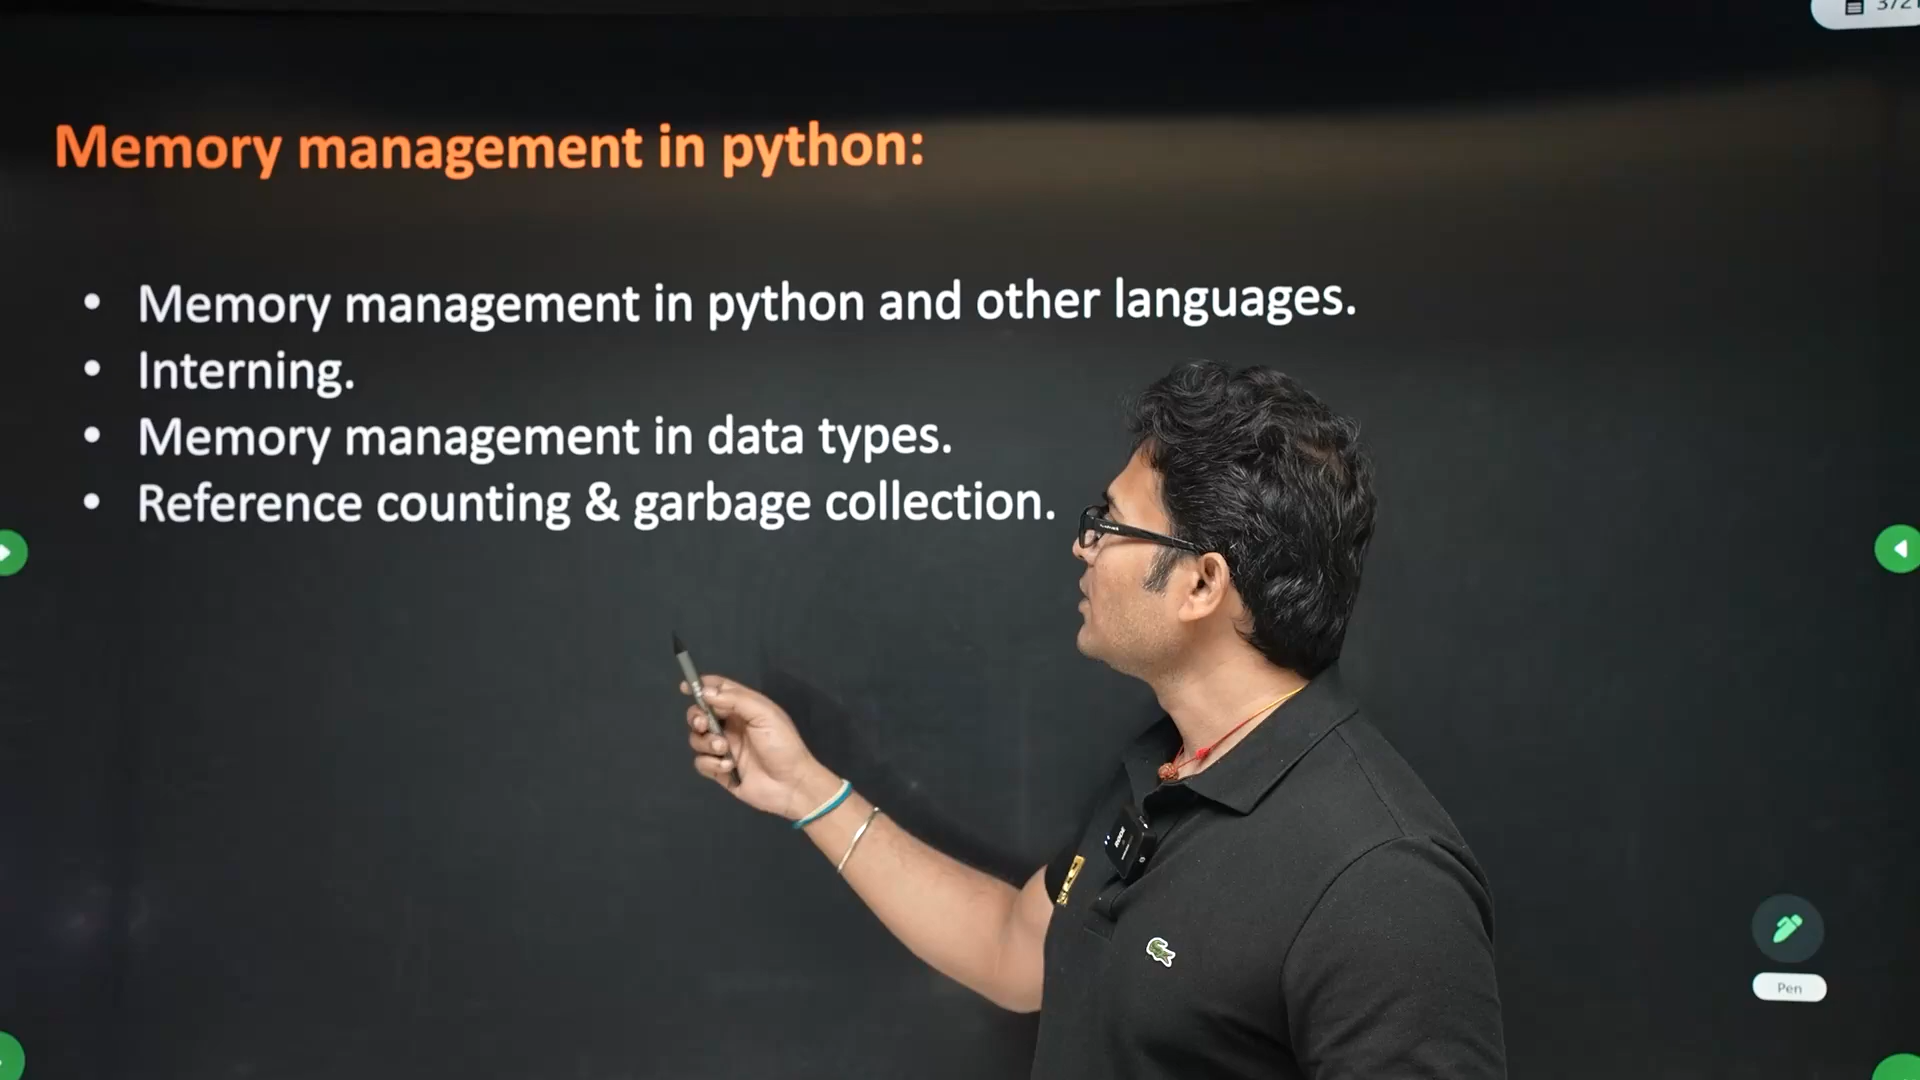 Memory management in python:
• Memory management in python and other languages.
• Interning.
• Memory management in data types.
• Reference counting & garbage collection.
RODE
Pen